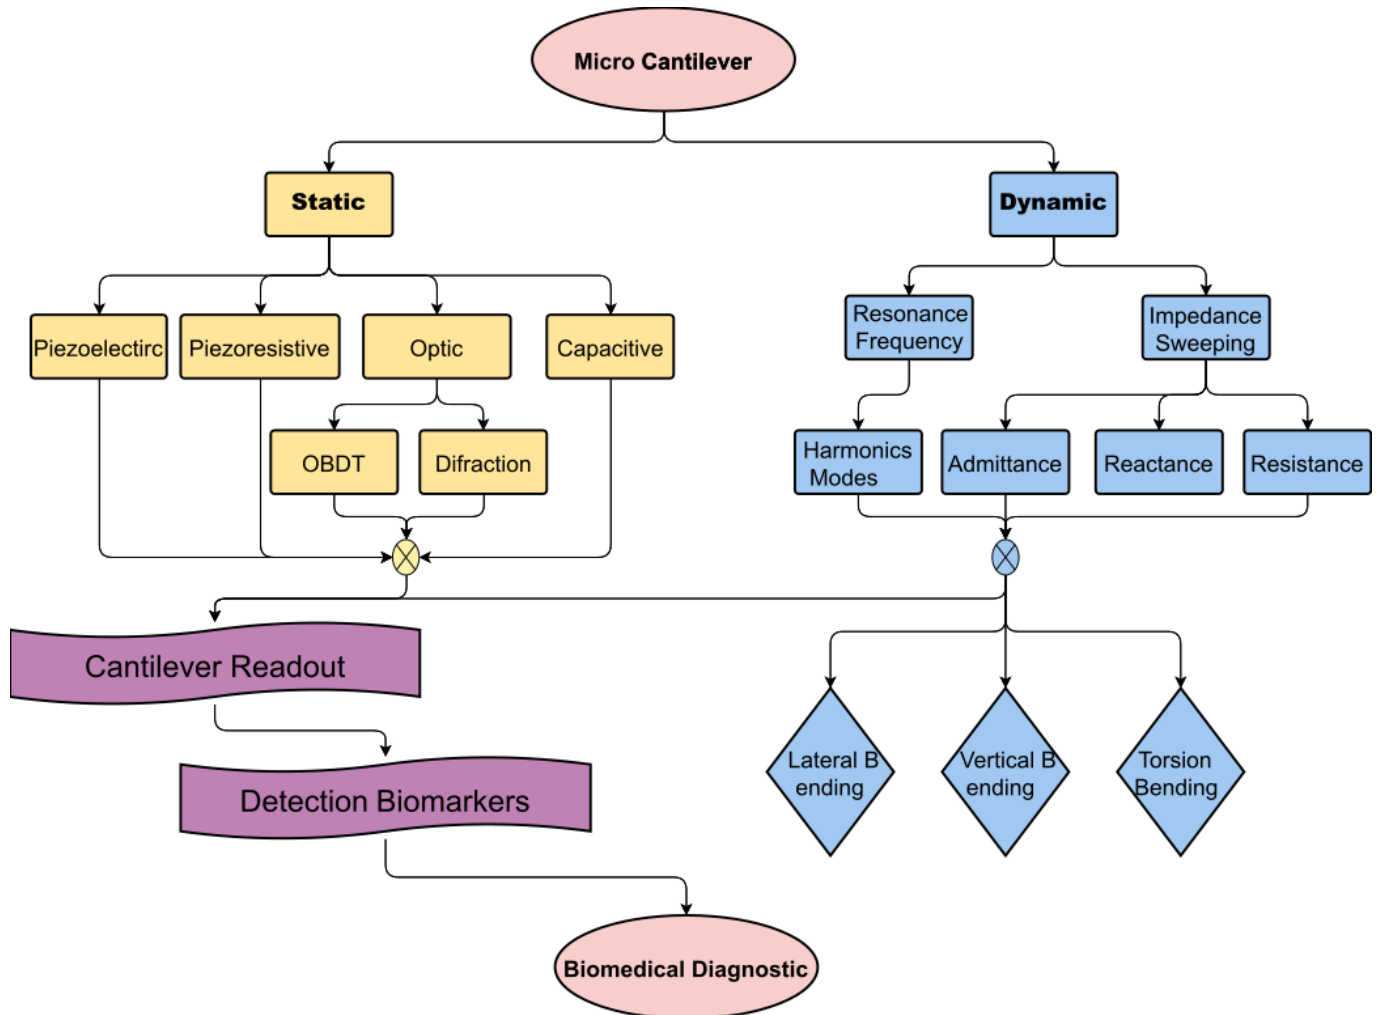 Micro Cantilever
Static
Dynamic
Piezoelectirc
Piezoresistive
Optic
Capacitive
Resonance
Frequency
Impedance
Sweeping
OBDT
Difraction
Harmonics
Modes
Admittance
Reactance
Resistance
Cantilever Readout
Detection Biomarkers
Lateral B
ending
Vertical B
ending
Torsion
Bending
Biomedical Diagnostic